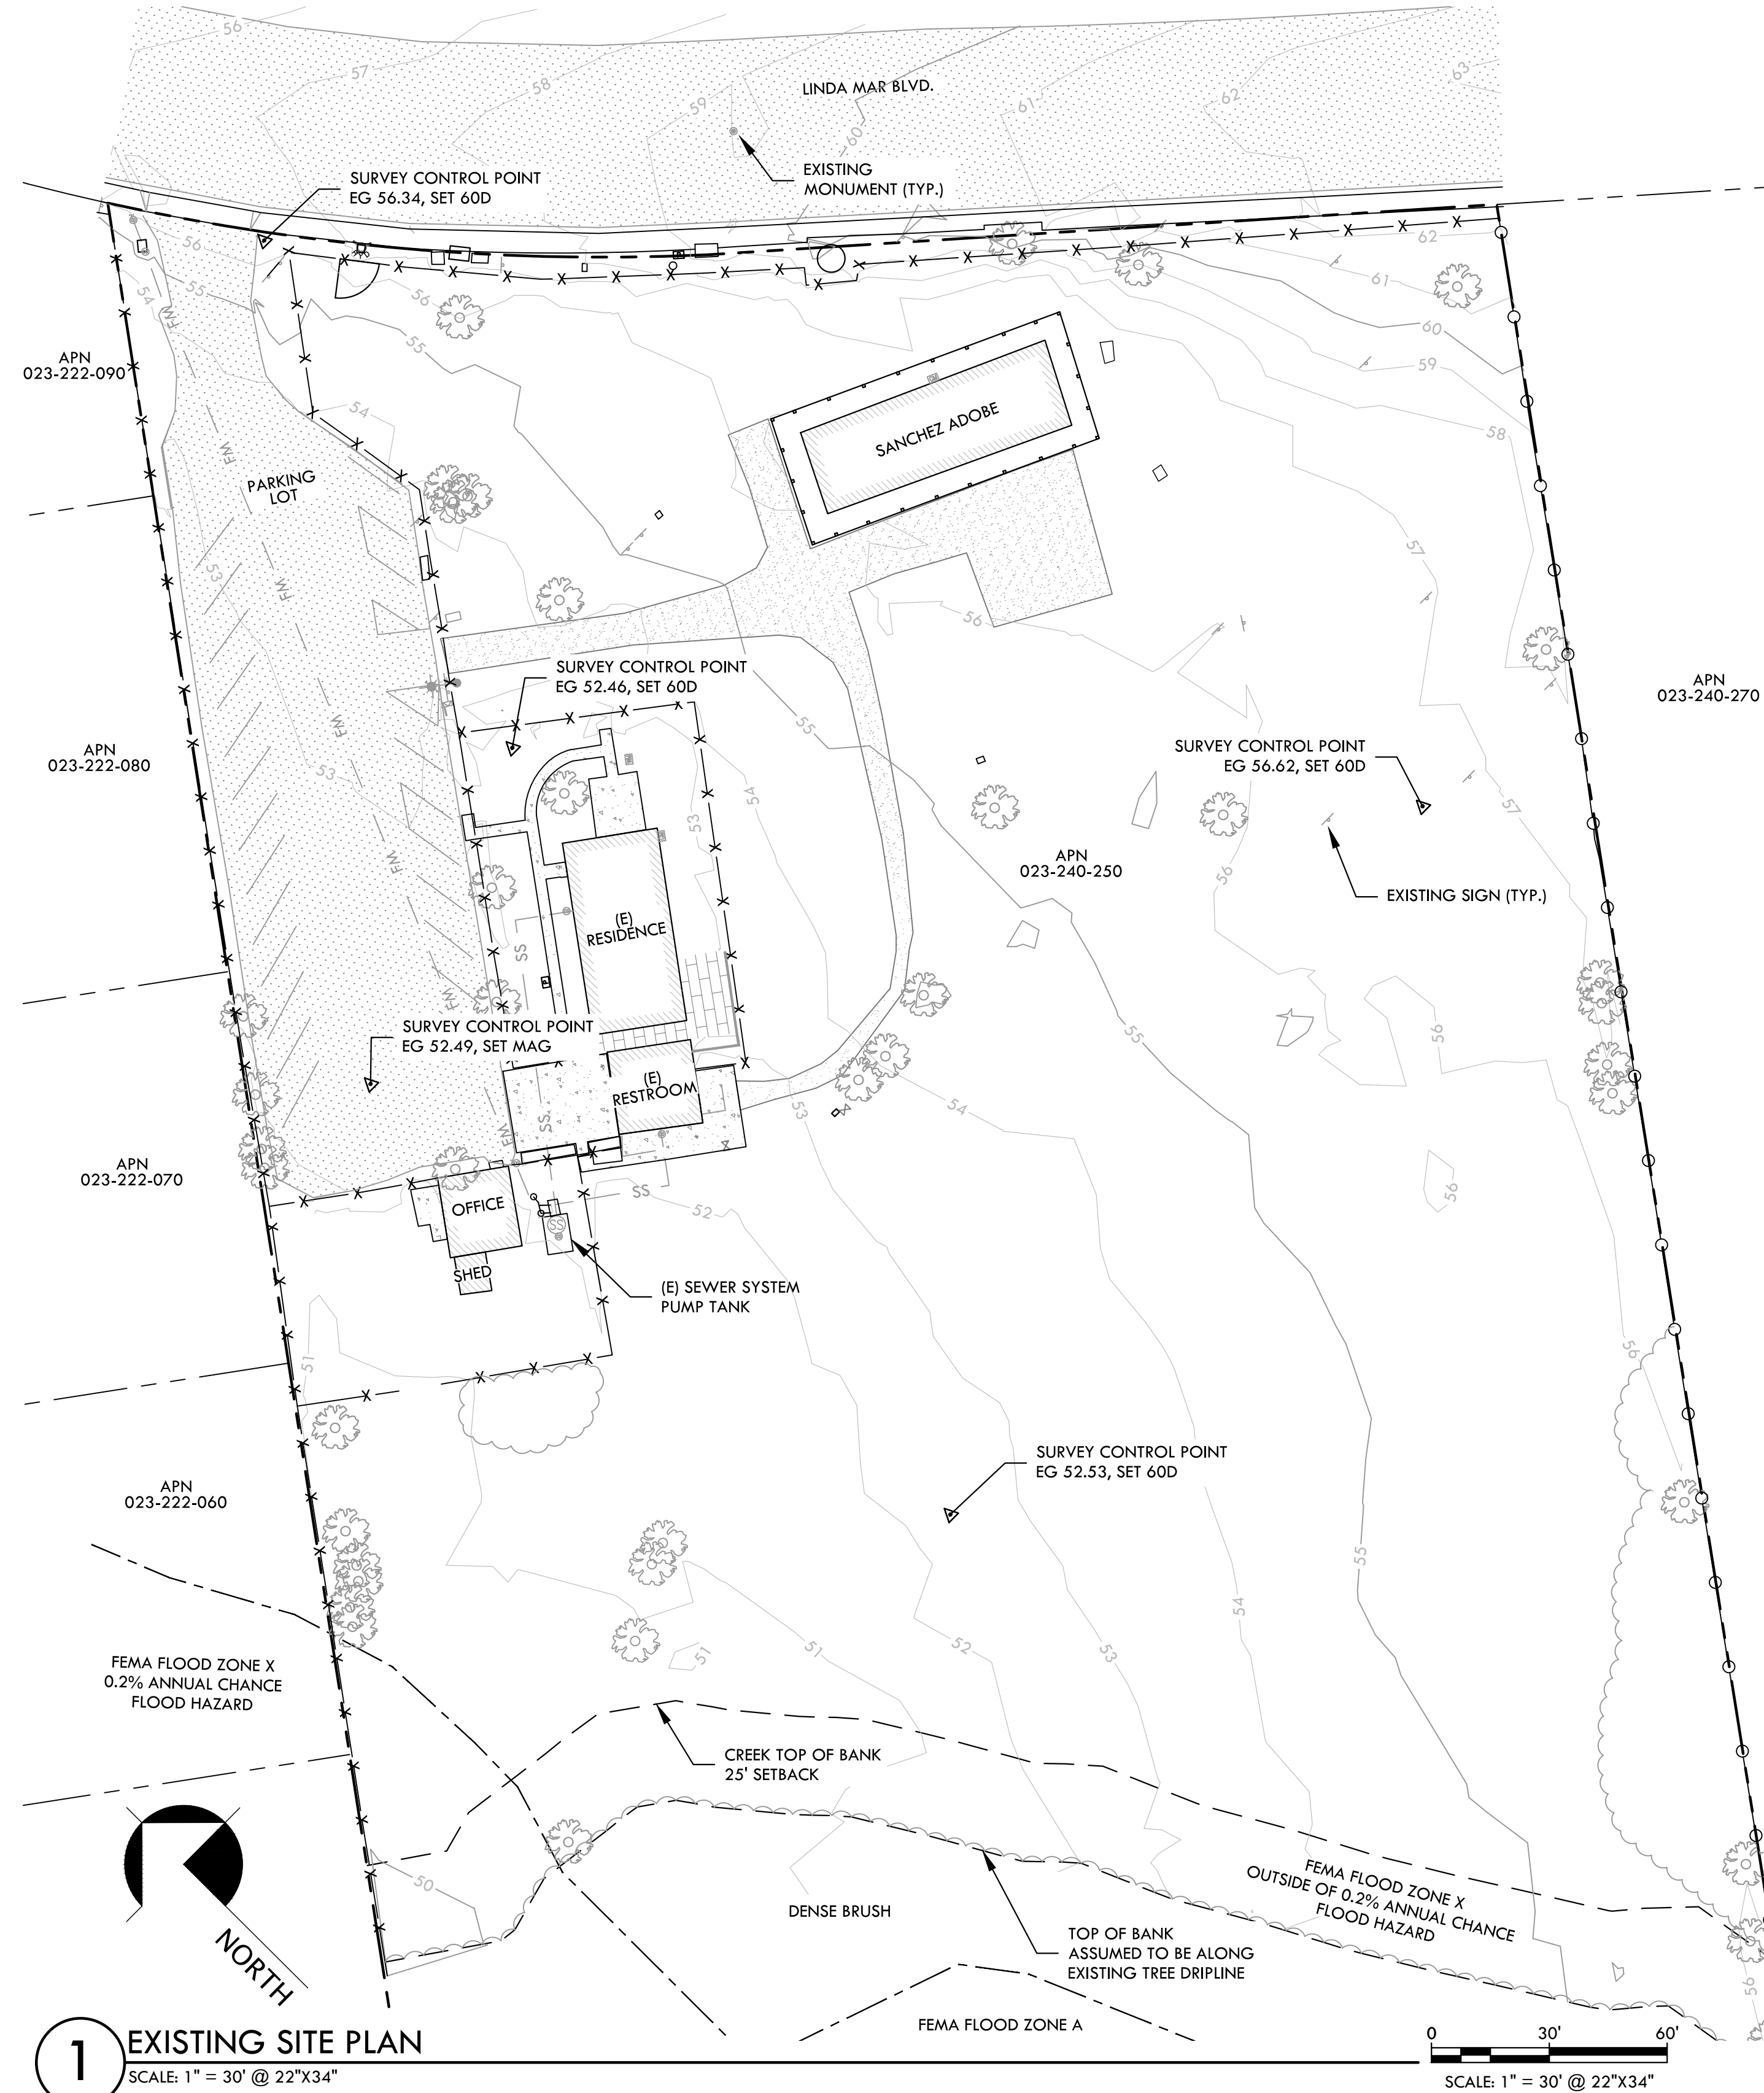 56
57
58
59
60
61
62
63
LINDA MAR BLVD.
EXISTING
MONUMENT (TYP.)
SURVEY CONTROL POINT
EG 56.34, SET 60D
56
54
55
FM
56
55
62
61
60
59
58
APN
023-222-090
54
FM
PARKING
LOT
SANCHEZ ADOBE
53
FM
57
56
SURVEY CONTROL POINT
EG 52.46, SET 60D
APN
023-240-270
FM
55
APN
023-222-080
53
SURVEY CONTROL POINT
EG 56.62, SET 60D
54
53
57
FM
APN
023-240-250
56
EXISTING SIGN (TYP.)
(E)
RESIDENCE
SS
FM
SURVEY CONTROL POINT
EG 52.49, SET MAG
55
56
(E)
RESTROOM
SS
FM
53
54
APN
023-222-070
SS
52
56
OFFICE
SS
SHED
(E) SEWER SYSTEM
PUMP TANK
51
56
SURVEY CONTROL POINT
EG 52.53, SET 60D
APN
023-222-060
55
54
FEMA FLOOD ZONE X
0.2% ANNUAL CHANCE
FLOOD HAZARD
51
51
52
53
CREEK TOP OF BANK
25' SETBACK
50
DENSE BRUSH
FEMA FLOOD ZONE X
OUTSIDE OF 0.2% ANNUAL CHANCE
FLOOD HAZARD
TOP OF BANK
ASSUMED TO BE ALONG
EXISTING TREE DRIPLINE
56
NORTH
FEMA FLOOD ZONE A
1
EXISTING SITE PLAN
SCALE: 1" = 30' @ 22"X34"
0 30' 60'
SCALE: 1" = 30' @ 22"X34"